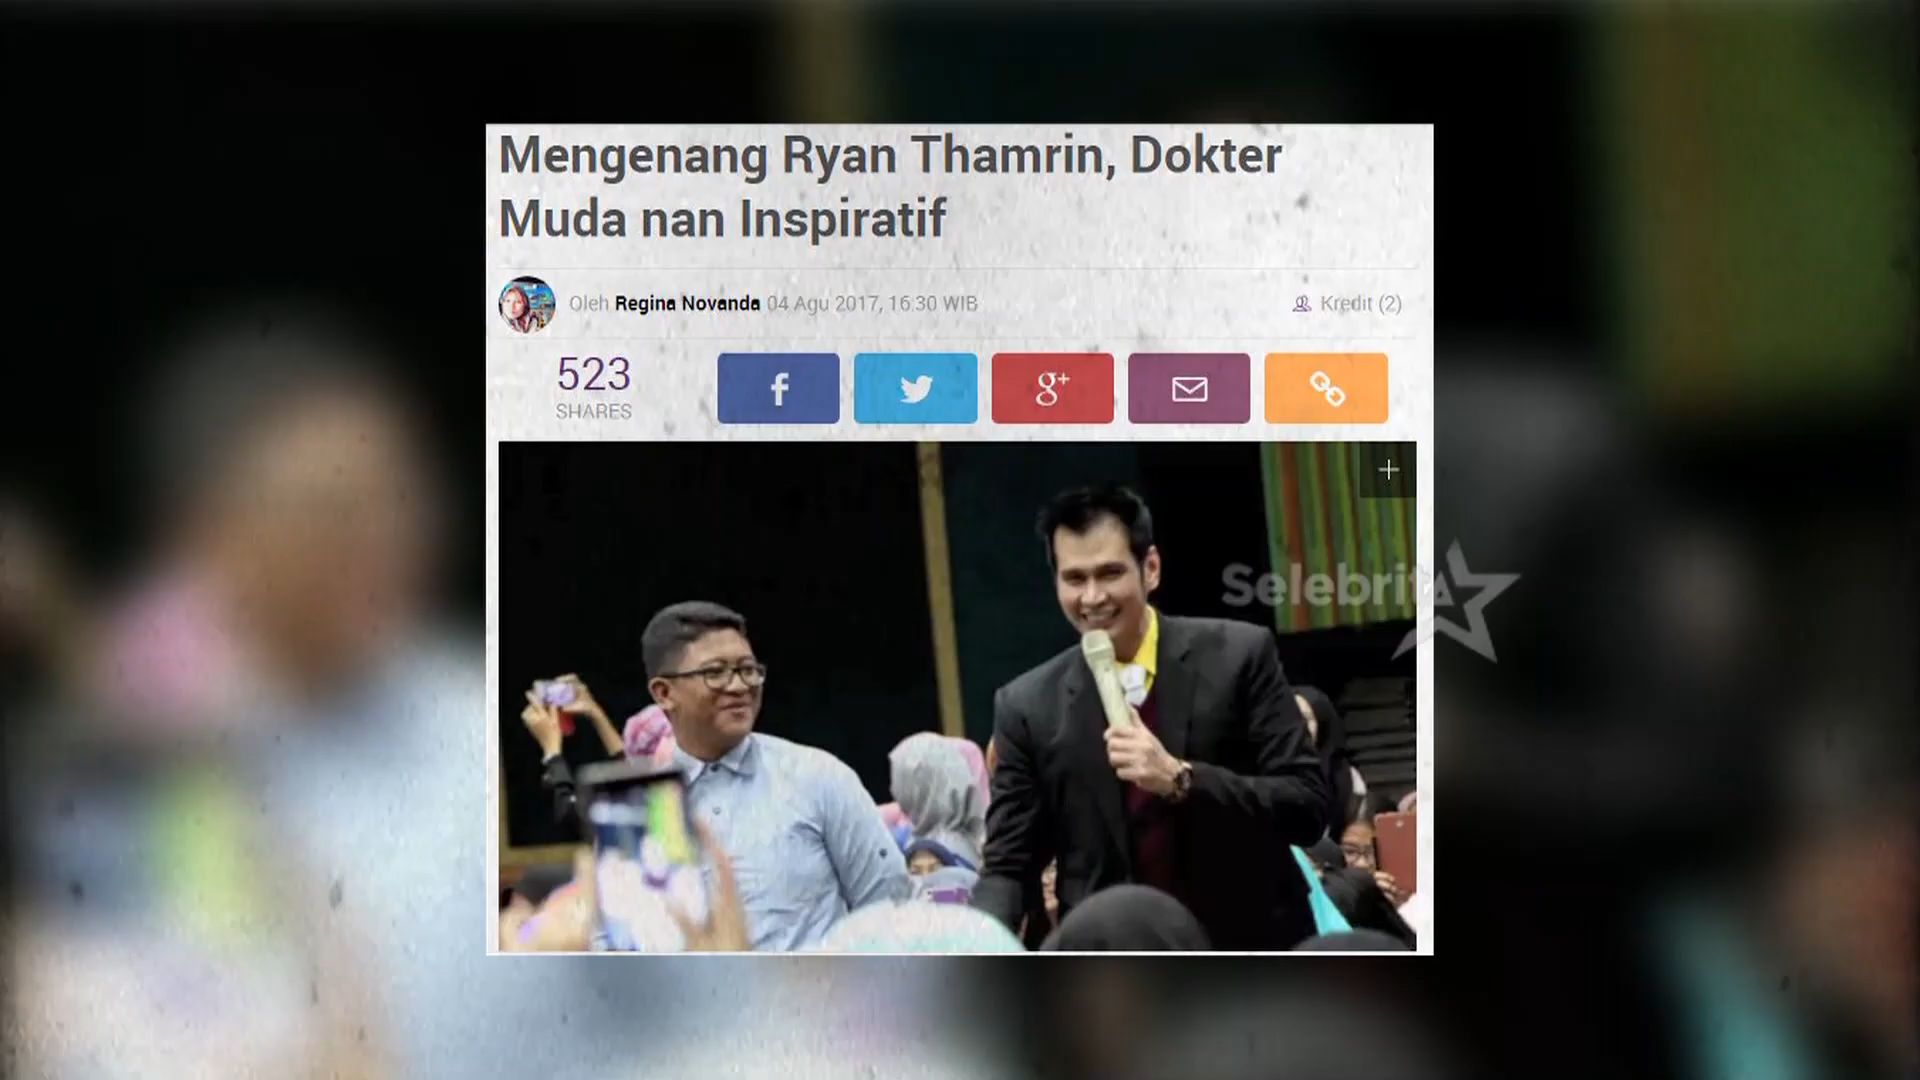 Mengenang Ryan Thamrin, Dokter
Muda nan Inspiratif
Oleh Regina Novanda 04 Agu 2017, 16:30 WIB
Kredit (2)
523
SHARES
f
g+
Selebrita